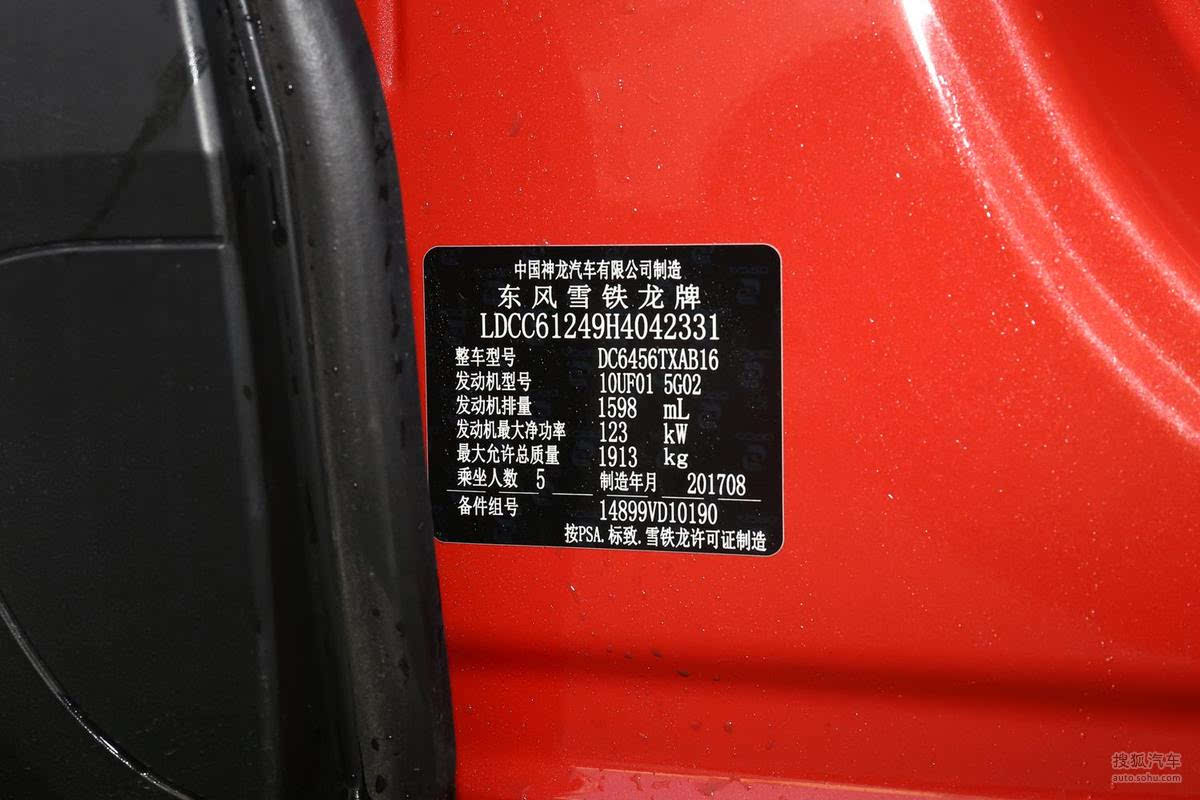 中国神龙汽车有限公司制造
东风雪铁龙牌
LDCC61249H4042331
整车型号 DC6456TXAB16
发动机型号 10UF01 5G02
发动机排量 1598 mL
发动机最大净功率 123 kW
最大允许总质量 1913 kg
乘坐人数 5 制造年月 201708
备件组号 14899VD10190
按PSA.标致.雪铁龙许可证制造
搜狐汽车
auto.sohu.com